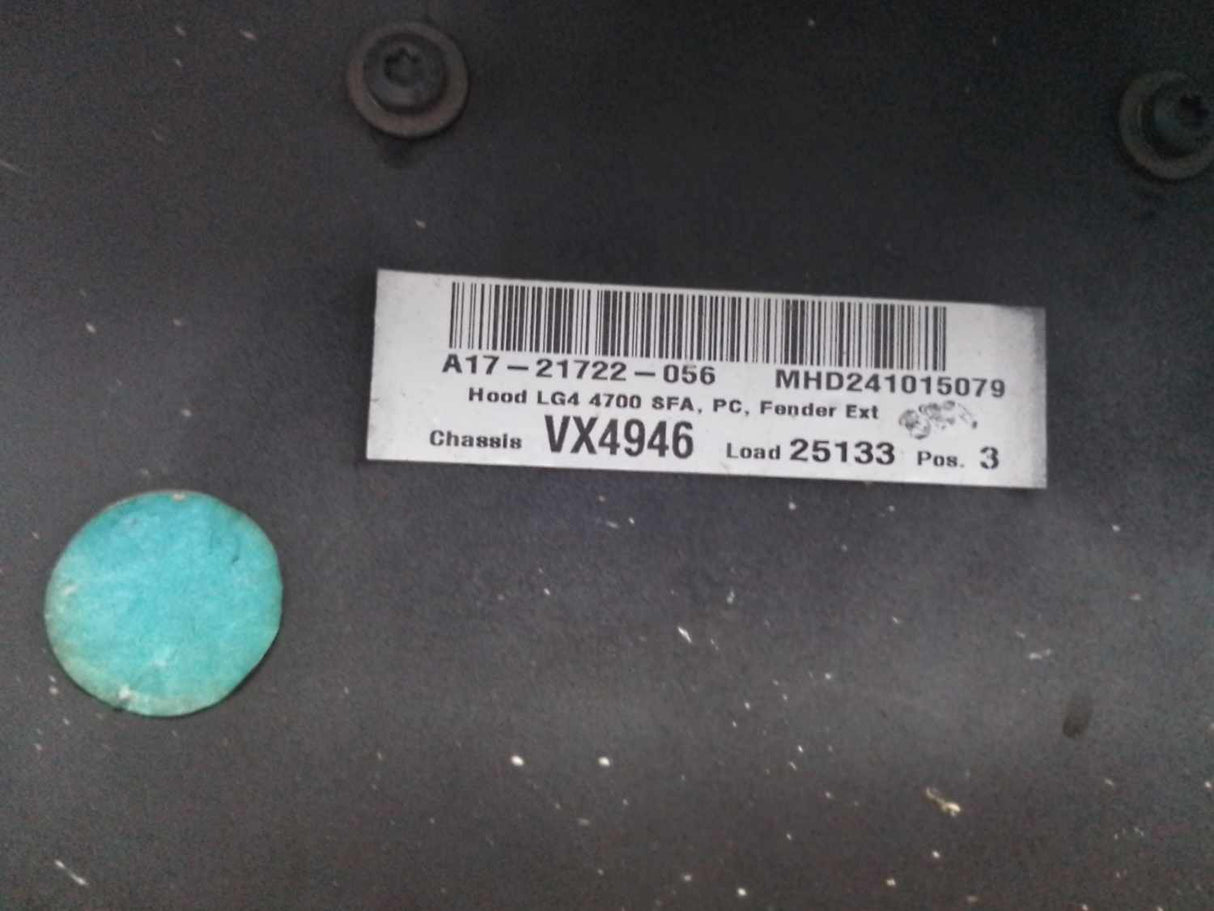 A17-21722-056 MHD241015079
Hood LG4 4700 SFA, PC, Fender Ext
Chassis VX4946 Load 25133 Pos. 3